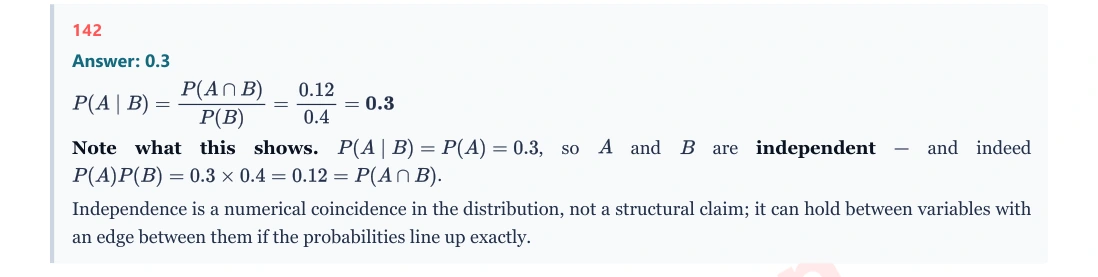 142
Answer: 0.3
P(A | B) = P(A ∩ B) / P(B) = 0.12 / 0.4 = 0.3
Note what this shows. P(A | B) = P(A) = 0.3, so A and B are independent — and indeed
P(A)P(B) = 0.3 × 0.4 = 0.12 = P(A ∩ B).
Independence is a numerical coincidence in the distribution, not a structural claim; it can hold between variables with
an edge between them if the probabilities line up exactly.